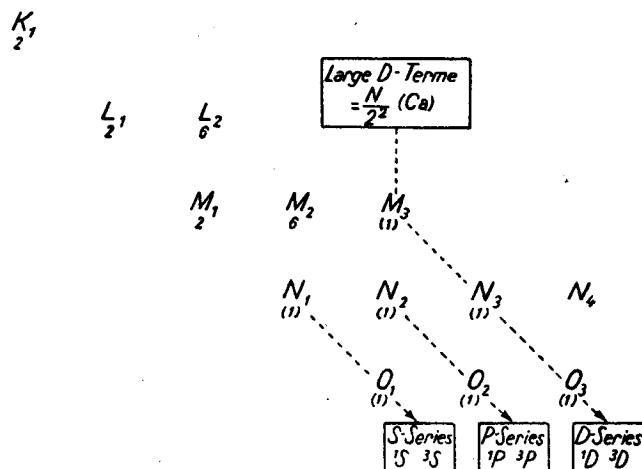 K₁
2
Large D-Terme
= N/2² (Ca)
L₁ L₂
2 6
M₁ M₂ M₃
2 6 (1)
N₁ N₂ N₃ N₄
(1) (1) (1)
O₁ O₂ O₃
(1) (1) (1)
S-Series P-Series D-Series
¹S ³S ¹P ³P ¹D ³D